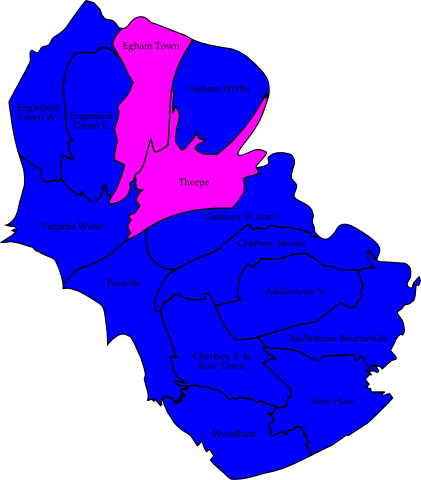 Egham Town
Egham Hythe
Englefield
Green W.
Englefield
Green E.
Thorpe
Virginia Water
Chertsey St Ann's
Chertsey Meads
Foxhills
Addlestone N.
Addlestone Bourneside
Chertsey S. &
Row Town
New Haw
Woodham